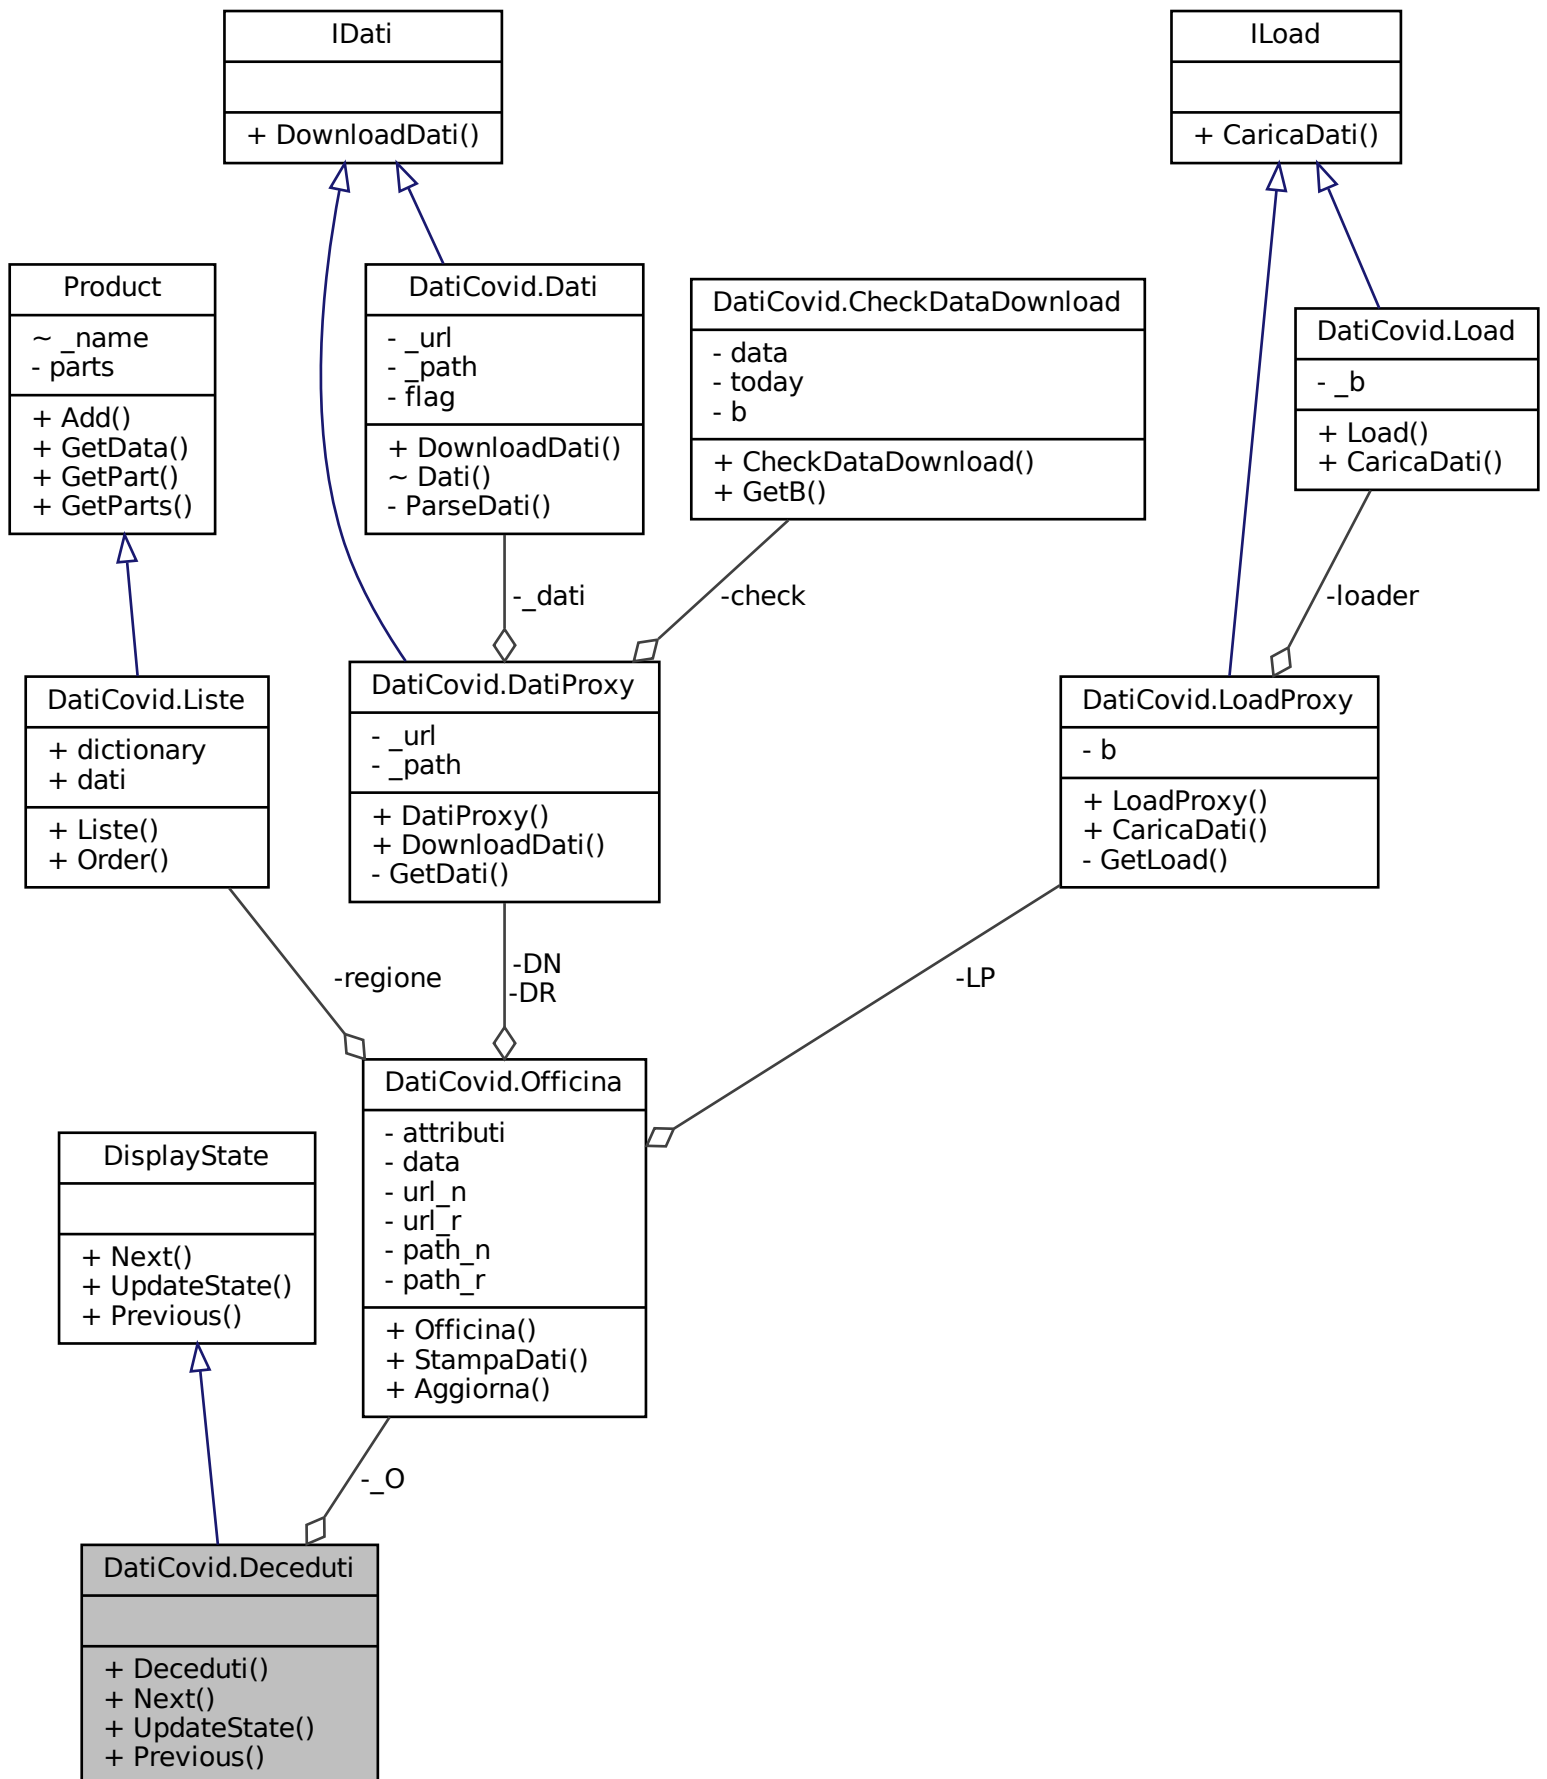 IDati
+ DownloadDati()
ILoad
+ CaricaDati()
Product
~ _name
- parts
+ Add()
+ GetData()
+ GetPart()
+ GetParts()
DatiCovid.Dati
- _url
- _path
- flag
+ DownloadDati()
~ Dati()
- ParseDati()
DatiCovid.CheckDataDownload
- data
- today
- b
+ CheckDataDownload()
+ GetB()
DatiCovid.Load
- _b
+ Load()
+ CaricaDati()
-_dati
-check
-loader
DatiCovid.Liste
+ dictionary
+ dati
+ Liste()
+ Order()
DatiCovid.DatiProxy
- _url
- _path
+ DatiProxy()
+ DownloadDati()
- GetDati()
DatiCovid.LoadProxy
- b
+ LoadProxy()
+ CaricaDati()
- GetLoad()
-regione
-DN
-DR
-LP
DatiCovid.Officina
- attributi
- data
- url_n
- url_r
- path_n
- path_r
+ Officina()
+ StampaDati()
+ Aggiorna()
DisplayState
+ Next()
+ UpdateState()
+ Previous()
-_O
DatiCovid.Deceduti
+ Deceduti()
+ Next()
+ UpdateState()
+ Previous()